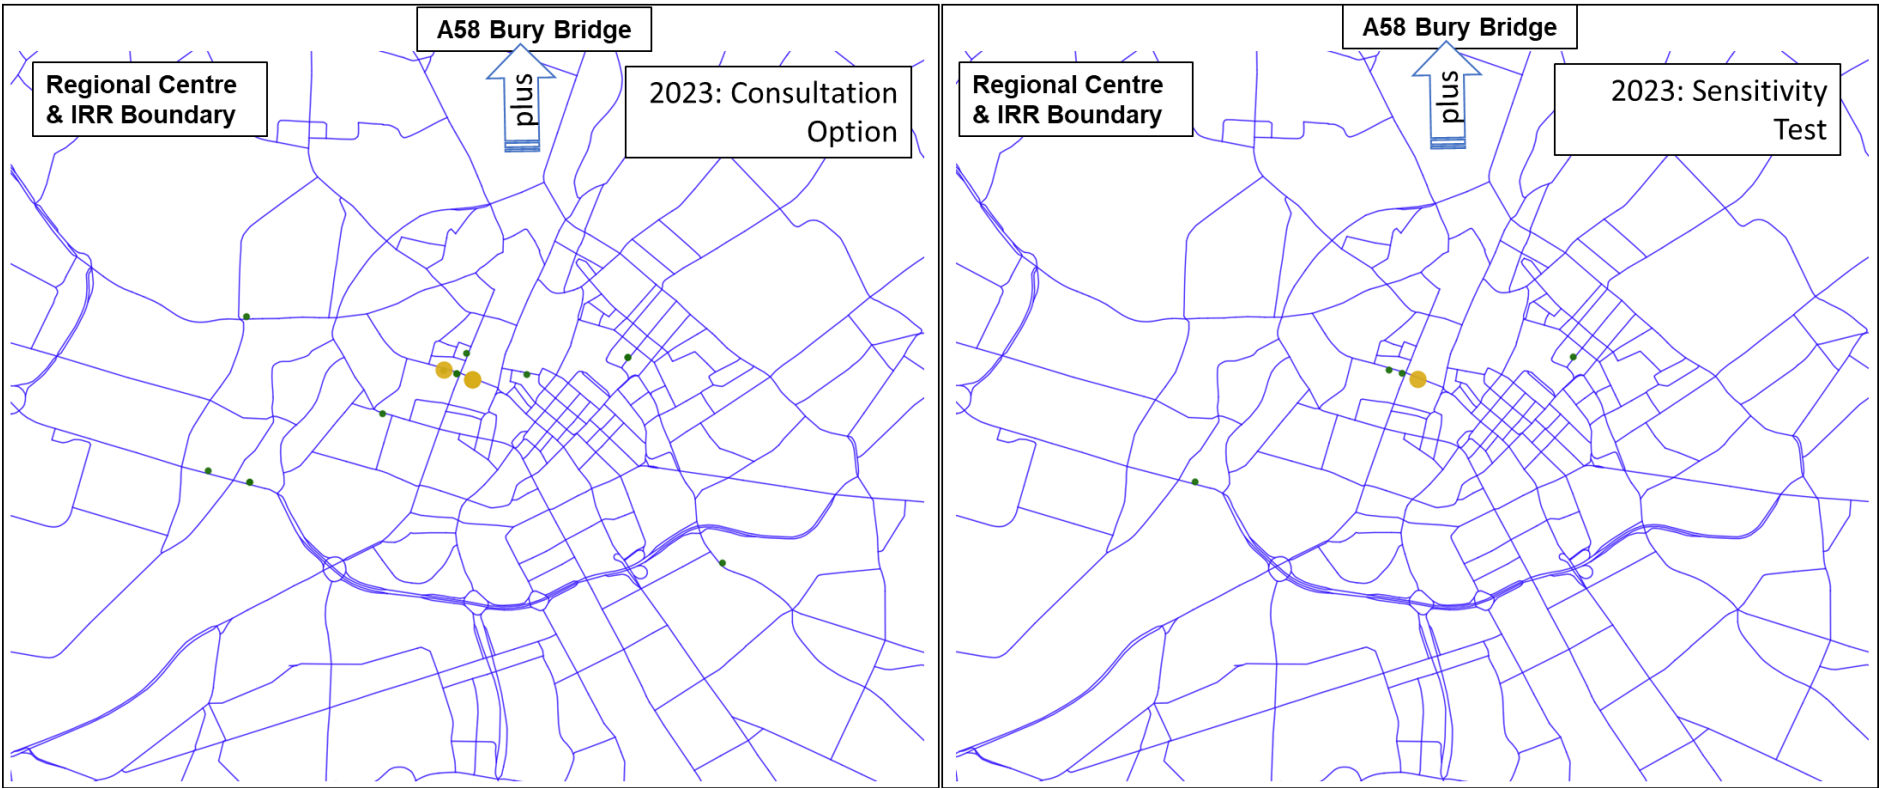 A58 Bury Bridge
plus
Regional Centre
& IRR Boundary
2023: Consultation
Option
A58 Bury Bridge
plus
Regional Centre
& IRR Boundary
2023: Sensitivity
Test